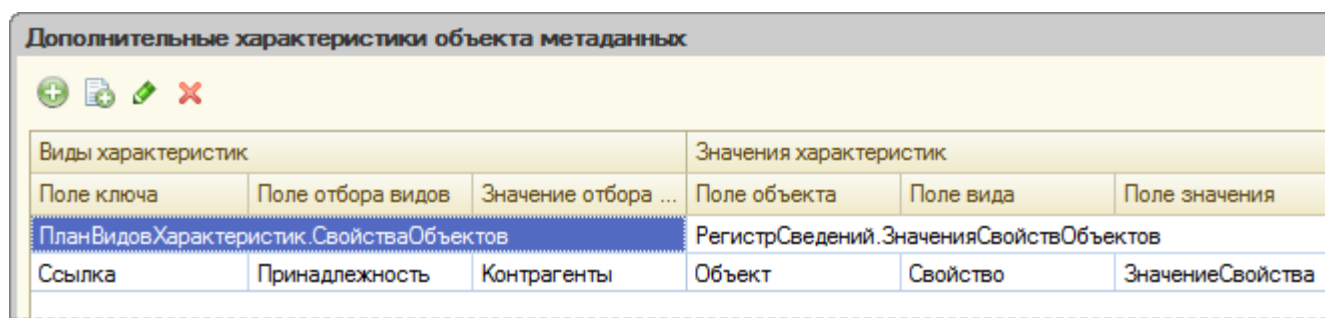 Дополнительные характеристики объекта метаданных
Виды характеристик Значения характеристик
Поле ключа Поле отбора видов Значение отбора ... Поле объекта Поле вида Поле значения
ПланВидовХарактеристик.СвойстваОбъектов РегистрСведений.ЗначенияСвойствОбъектов
Ссылка Принадлежность Контрагенты Объект Свойство ЗначениеСвойства